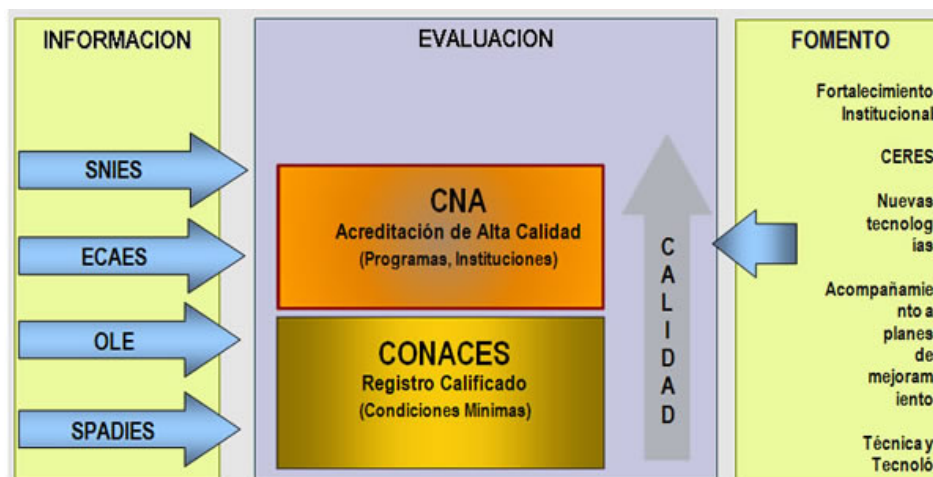 INFORMACION
SNIES
ECAES
OLE
SPADIES
EVALUACION
CNA
Acreditación de Alta Calidad
(Programas, Instituciones)
CONACES
Registro Calificado
(Condiciones Mínimas)
C
A
L
I
D
A
D
FOMENTO
Fortalecimiento
Institucional
CERES
Nuevas
tecnolog
ías
Acompañamie
nto a
planes
de
mejoram
iento
Técnica y
Tecnoló